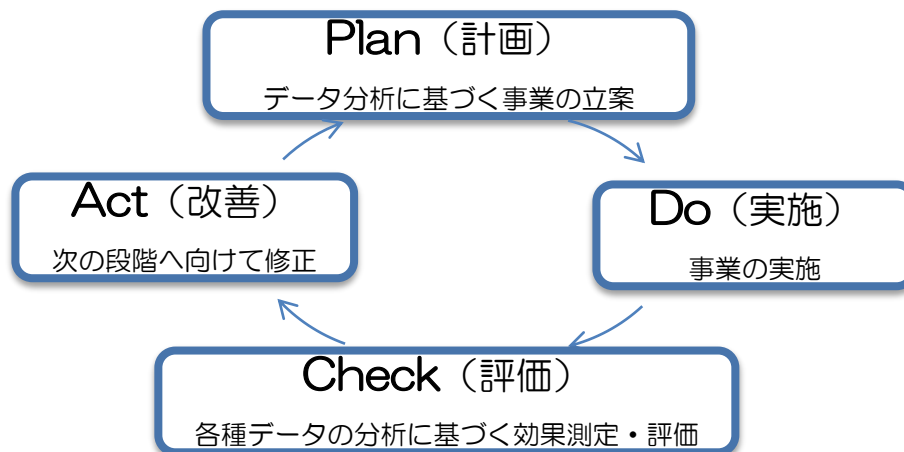 Plan（計画）
データ分析に基づく事業の立案
Act（改善）
次の段階へ向けて修正
Do（実施）
事業の実施
Check（評価）
各種データの分析に基づく効果測定・評価